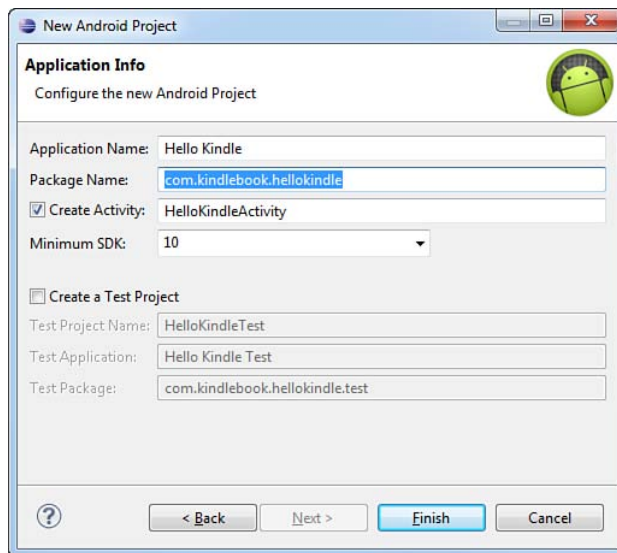 New Android Project
Application Info
Configure the new Android Project
Application Name: Hello Kindle
Package Name: com.kindlebook.hellokindle
Create Activity: HelloKindleActivity
Minimum SDK: 10
Create a Test Project
Test Project Name: HelloKindleTest
Test Application: Hello Kindle Test
Test Package: com.kindlebook.hellokindle.test
? < Back Next > Finish Cancel